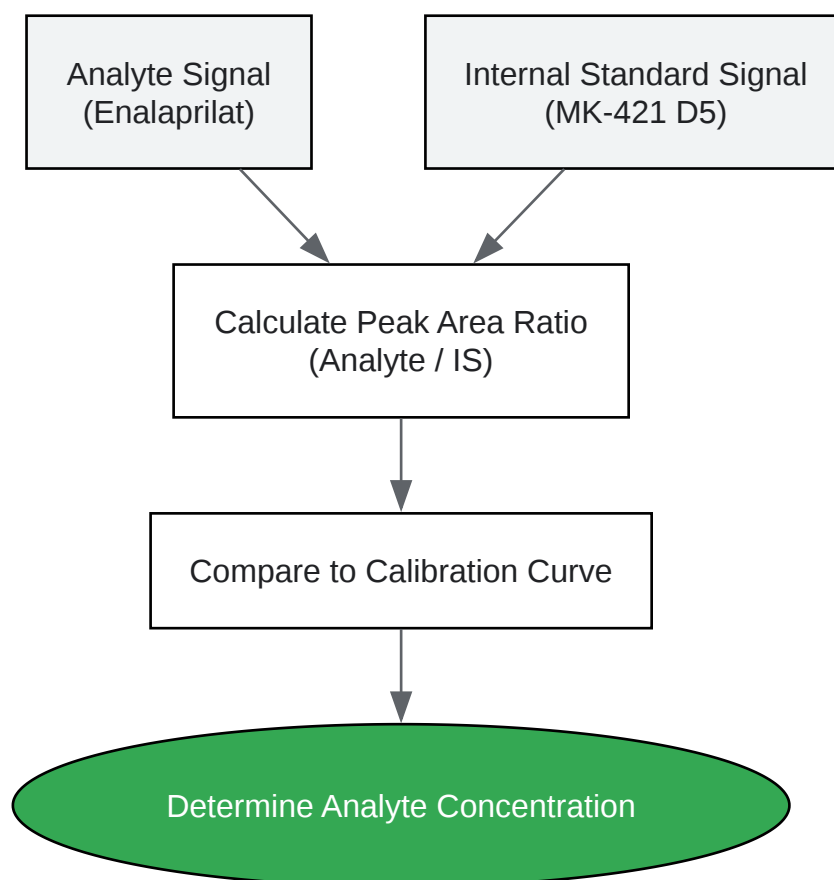 Analyte Signal
(Enalaprilat)
Internal Standard Signal
(MK-421 D5)
Calculate Peak Area Ratio
(Analyte / IS)
Compare to Calibration Curve
Determine Analyte Concentration